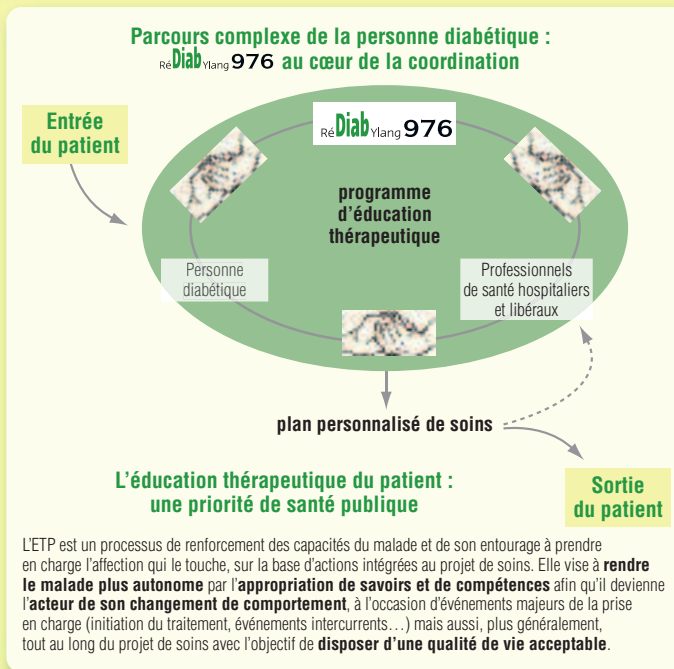 Parcours complexe de la personne diabétique :
RéDiabYlang 976 au cœur de la coordination
Entrée
du patient
RéDiabYlang 976
programme
d'éducation
thérapeutique
Personne
diabétique
Professionnels
de santé hospitaliers
et libéraux
plan personnalisé de soins
L'éducation thérapeutique du patient :
une priorité de santé publique
Sortie
du patient
L'ETP est un processus de renforcement des capacités du malade et de son entourage à prendre
en charge l'affection qui le touche, sur la base d'actions intégrées au projet de soins. Elle vise à rendre
le malade plus autonome par l'appropriation de savoirs et de compétences afin qu'il devienne
l'acteur de son changement de comportement, à l'occasion d'événements majeurs de la prise
en charge (initiation du traitement, événements intercurrents…) mais aussi, plus généralement,
tout au long du projet de soins avec l'objectif de disposer d'une qualité de vie acceptable.